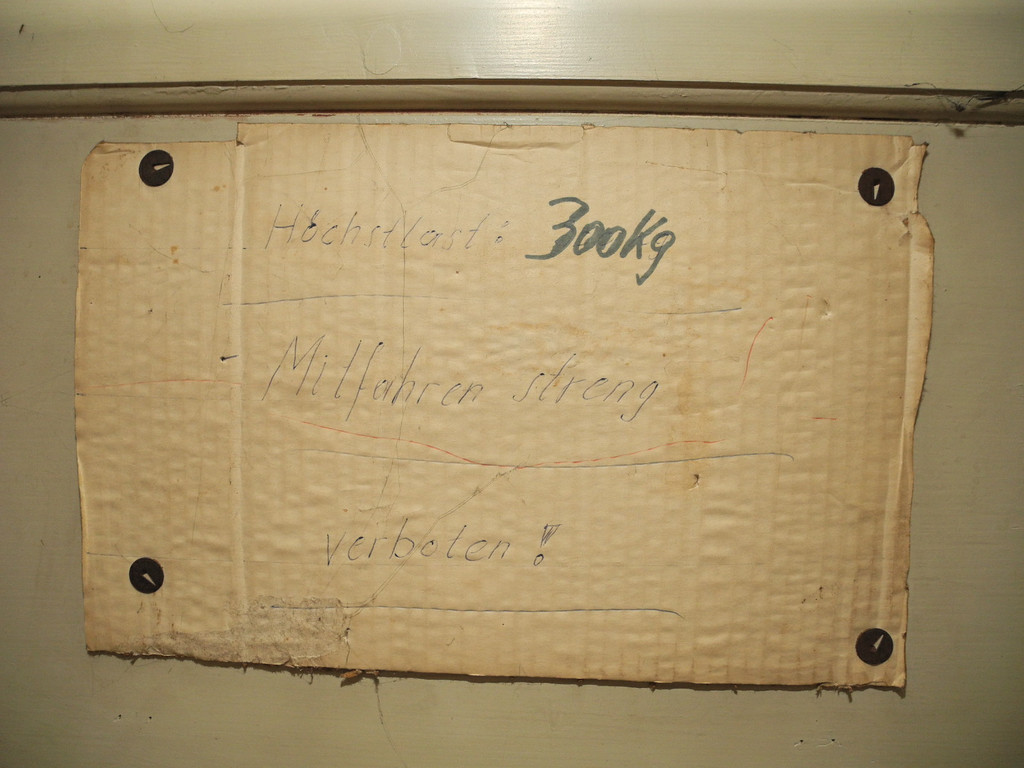 Höchstlast: 300Kg
Mitfahren streng
verboten!